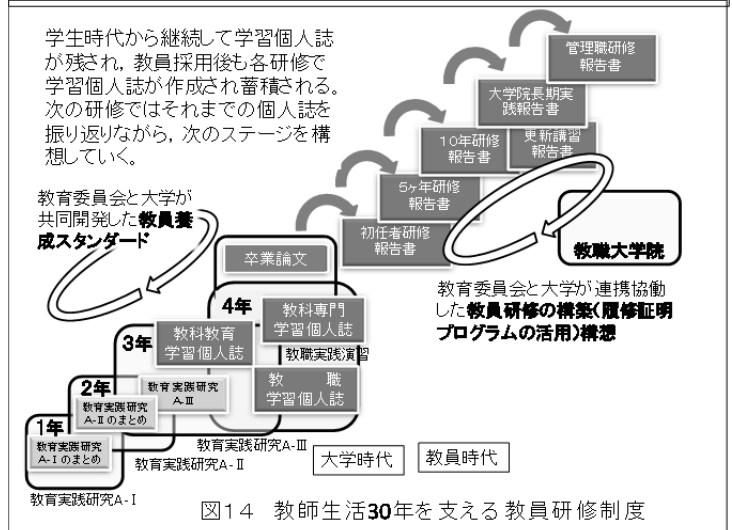 学生時代から継続して学習個人誌
が残され，教員採用後も各研修で
学習個人誌が作成され蓄積される。
次の研修ではそれまでの個人誌を
振り返りながら，次のステージを構
想していく。
管理職研修
報告書
大学院長期実
践報告書
10年研修
報告書
更新講習
報告書
5ヶ年研修
報告書
初任者研修
報告書
教育委員会と大学が
共同開発した教員養
成スタンダード
教職大学院
教育委員会と大学が連携協働
した教員研修の構築（履修証明
プログラムの活用）構想
卒業論文
4年
教科専門
学習個人誌
教職実践演習
教　職
学習個人誌
3年
教科教育
学習個人誌
2年
教育実践研究
A-Ⅲ
教育実践研究
A-Ⅱのまとめ
1年
教育実践研究
A-Ⅰのまとめ
教育実践研究A-Ⅲ
教育実践研究A-Ⅱ
教育実践研究A-Ⅰ
大学時代
教員時代
図14　教師生活30年を支える教員研修制度